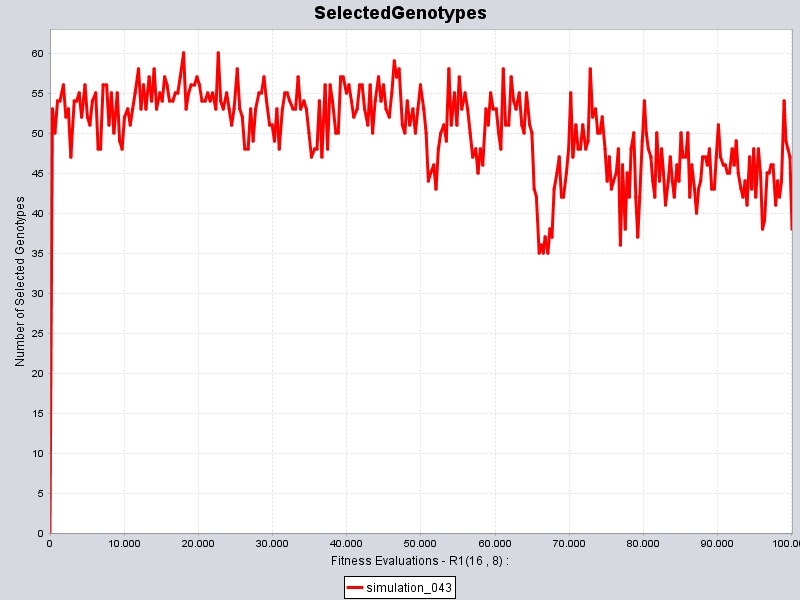 SelectedGenotypes
Number of Selected Genotypes
60
55
50
45
40
35
30
25
20
15
10
5
0
0 10.000 20.000 30.000 40.000 50.000 60.000 70.000 80.000 90.000 100.00
Fitness Evaluations - R1(16 , 8) :
simulation_043